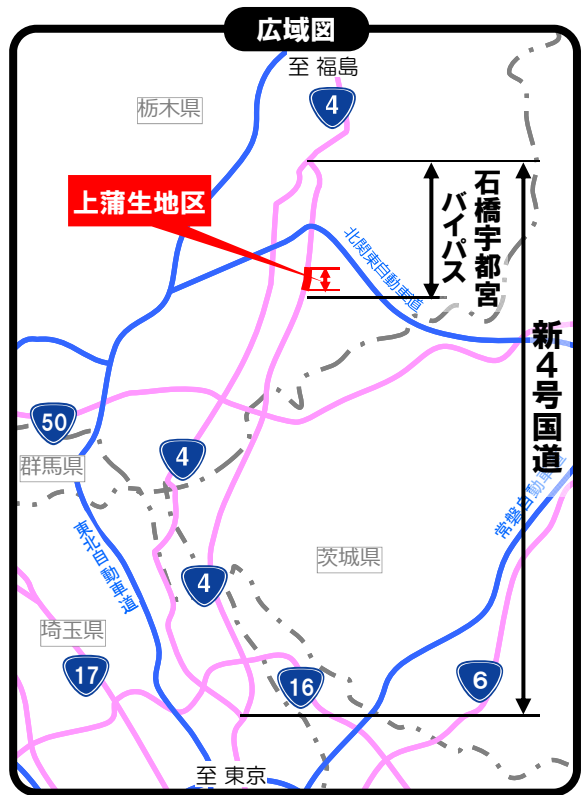 広域図
至 福島
4
栃木県
上蒲生地区
石橋宇都宮
バイパス
北関東自動車道
新4号国道
50
4
群馬県
常磐自動車道
東北自動車道
茨城県
4
埼玉県
17
16
6
至 東京